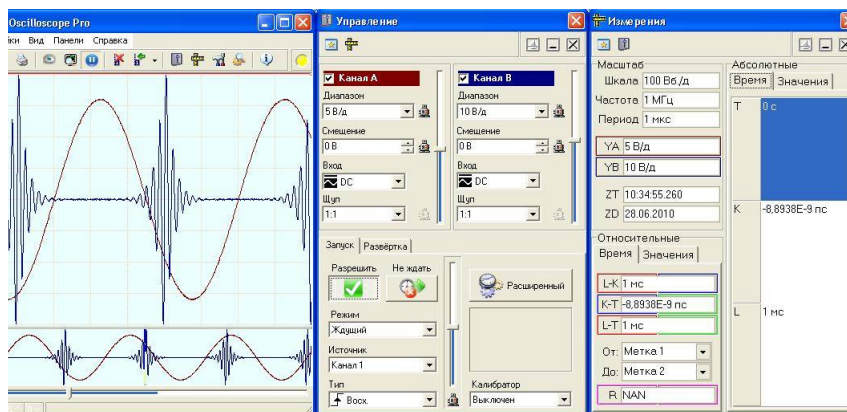 Oscilloscope Pro
йки Вид Панели Справка
Управление
Канал A
Диапазон
5 В/д
Смещение
0 В
Вход
DC
Щуп
1:1
Канал B
Диапазон
10 В/д
Смещение
0 В
Вход
DC
Щуп
1:1
Запуск Развёртка
Разрешить Не ждать
Режим
Ждущий
Источник
Канал 1
Тип
Восх.
Расширенный
Калибратор
Выключен
Измерения
Масштаб
Шкала 100 Вб./д
Частота 1 МГц
Период 1 мкс
YA 5 В/д
YB 10 В/д
ZT 10:34:55.260
ZD 28.06.2010
Относительные
Время Значения
L-K 1 мс
K-T -8,8938E-9 пс
L-T 1 мс
От: Метка 1
До: Метка 2
R NAN
Абсолютные
Время Значения
T 0 с
K -8,8938E-9 пс
L 1 мс